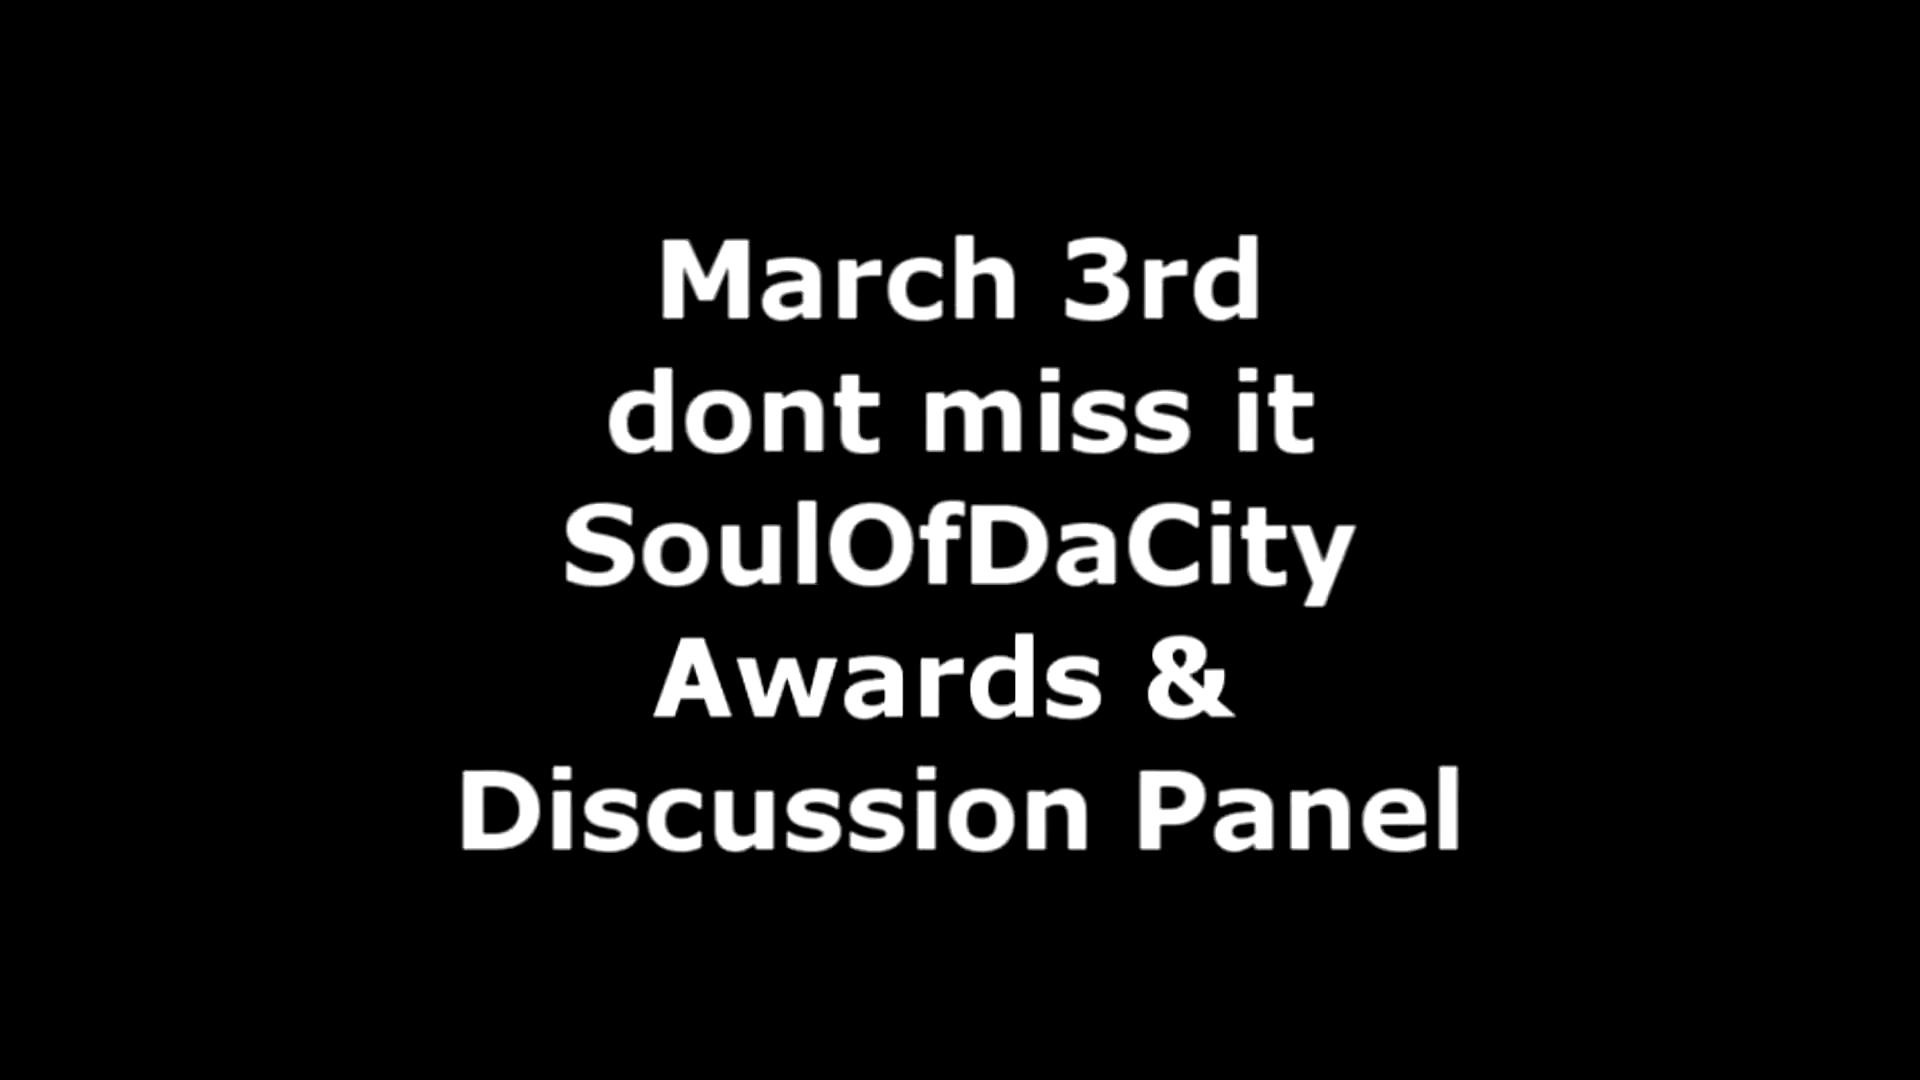 March 3rd
dont miss it
SoulOfDaCity
Awards &
Discussion Panel